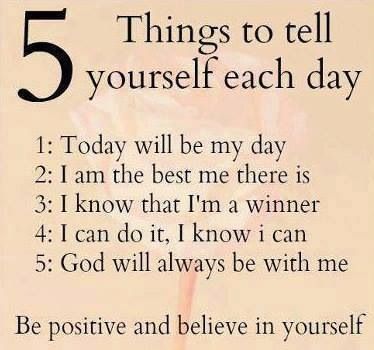 5 Things to tell
yourself each day
1: Today will be my day
2: I am the best me there is
3: I know that I'm a winner
4: I can do it, I know i can
5: God will always be with me
Be positive and believe in yourself